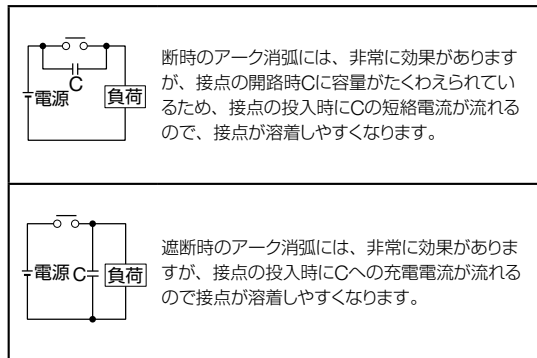 C
電源
負荷
断時のアーク消弧には、非常に効果があります
が、接点の開路時Cに容量がたくわえられてい
るため、接点の投入時にCの短絡電流が流れる
ので、接点が溶着しやすくなります。
電源 C 負荷
遮断時のアーク消弧には、非常に効果がありま
すが、接点の投入時にCへの充電電流が流れる
ので接点が溶着しやすくなります。